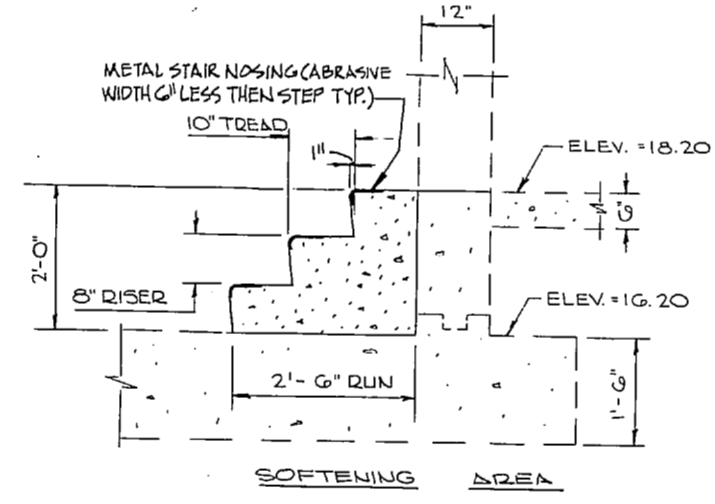 12"
METAL STAIR NOSING (ABRASIVE
WIDTH 6" LESS THEN STEP TYP.)
10" TREAD
1"
ELEV. = 18.20
6"
2'-0"
8" RISER
ELEV. = 16.20
2'-6" RUN
1'-6"
SOFTENING AREA